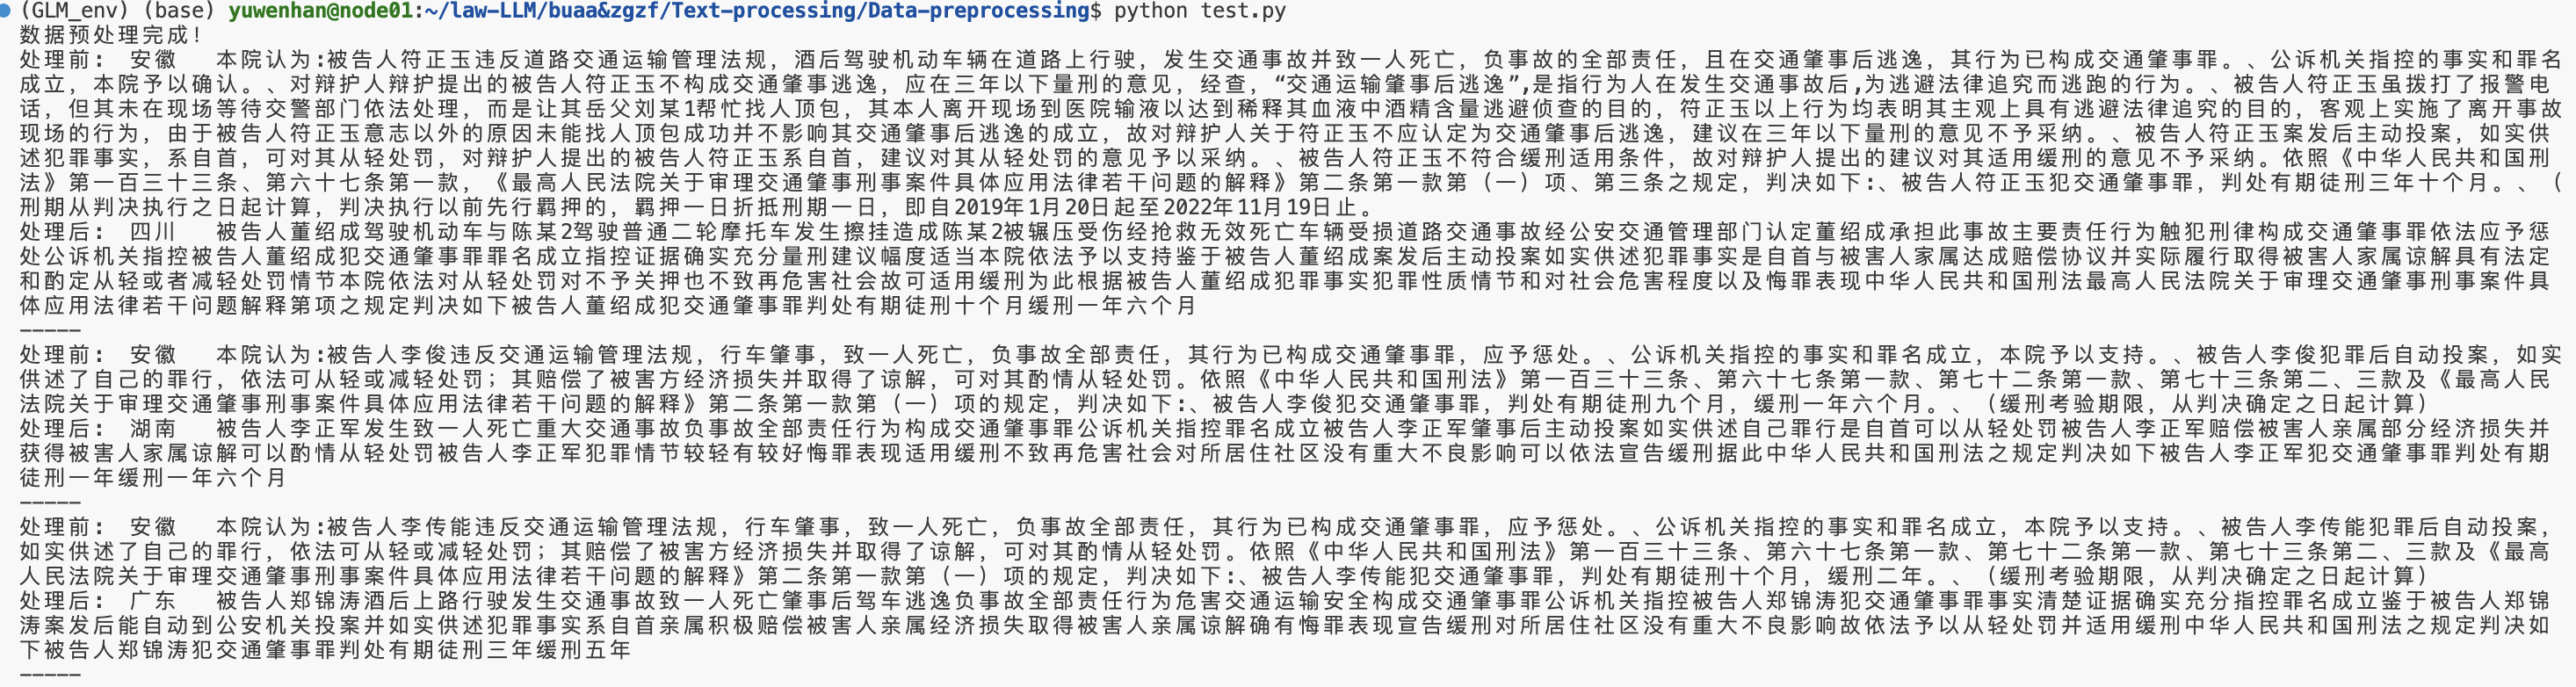 (GLM_env) (base) yuwenhan@node01:~/law-LLM/buaa&zgzf/Text-processing/Data-preprocessing$ python test.py
数据预处理完成!
处理前： 安徽 本院认为:被告人符正玉违反道路交通运输管理法规，酒后驾驶机动车辆在道路上行驶，发生交通事故并致一人死亡，负事故的全部责任，且在交通肇事后逃逸，其行为已构成交通肇事罪。、公诉机关指控的事实和罪名
成立，本院予以确认。、对辩护人辩护提出的被告人符正玉不构成交通肇事逃逸，应在三年以下量刑的意见，经查，“交通运输肇事后逃逸”,是指行为人在发生交通事故后,为逃避法律追究而逃跑的行为。、被告人符正玉虽拨打了报警电
话，但其未在现场等待交警部门依法处理，而是让其岳父刘某1帮忙找人顶包，其本人离开现场到医院输液以达到稀释其血液中酒精含量逃避侦查的目的，符正玉以上行为均表明其主观上具有逃避法律追究的目的，客观上实施了离开事故
现场的行为，由于被告人符正玉意志以外的原因未能找人顶包成功并不影响其交通肇事后逃逸的成立，故对辩护人关于符正玉不应认定为交通肇事后逃逸，建议在三年以下量刑的意见不予采纳。、被告人符正玉案发后主动投案，如实供
述犯罪事实，系自首，可对其从轻处罚，对辩护人提出的被告人符正玉系自首，建议对其从轻处罚的意见予以采纳。、被告人符正玉不符合缓刑适用条件，故对辩护人提出的建议对其适用缓刑的意见不予采纳。依照《中华人民共和国刑
法》第一百三十三条、第六十七条第一款，《最高人民法院关于审理交通肇事刑事案件具体应用法律若干问题的解释》第二条第一款第（一）项、第三条之规定，判决如下:、被告人符正玉犯交通肇事罪，判处有期徒刑三年十个月。、（
刑期从判决执行之日起计算，判决执行以前先行羁押的，羁押一日折抵刑期一日，即自2019年1月20日起至2022年11月19日止。
处理后： 四川 被告人董绍成驾驶机动车与陈某2驾驶普通二轮摩托车发生擦挂造成陈某2被辗压受伤经抢救无效死亡车辆受损道路交通事故经公安交通管理部门认定董绍成承担此事故主要责任行为触犯刑律构成交通肇事罪依法应予惩
处公诉机关指控被告人董绍成犯交通肇事罪罪名成立指控证据确实充分量刑建议幅度适当本院依法予以支持鉴于被告人董绍成案发后主动投案如实供述犯罪事实是自首与被害人家属达成赔偿协议并实际履行取得被害人家属谅解具有法定
和酌定从轻或者减轻处罚情节本院依法对从轻处罚对不予关押也不致再危害社会故可适用缓刑为此根据被告人董绍成犯罪事实犯罪性质情节和对社会危害程度以及悔罪表现中华人民共和国刑法最高人民法院关于审理交通肇事刑事案件具
体应用法律若干问题解释第项之规定判决如下被告人董绍成犯交通肇事罪判处有期徒刑十个月缓刑一年六个月
-----
处理前： 安徽 本院认为:被告人李俊违反交通运输管理法规，行车肇事，致一人死亡，负事故全部责任，其行为已构成交通肇事罪，应予惩处。、公诉机关指控的事实和罪名成立，本院予以支持。、被告人李俊犯罪后自动投案，如实
供述了自己的罪行，依法可从轻或减轻处罚；其赔偿了被害方经济损失并取得了谅解，可对其酌情从轻处罚。依照《中华人民共和国刑法》第一百三十三条、第六十七条第一款、第七十二条第一款、第七十三条第二、三款及《最高人民
法院关于审理交通肇事刑事案件具体应用法律若干问题的解释》第二条第一款第（一）项的规定，判决如下:、被告人李俊犯交通肇事罪，判处有期徒刑九个月，缓刑一年六个月。、（缓刑考验期限，从判决确定之日起计算）
处理后： 湖南 被告人李正军发生致一人死亡重大交通事故负事故全部责任行为构成交通肇事罪公诉机关指控罪名成立被告人李正军肇事后主动投案如实供述自己罪行是自首可以从轻处罚被告人李正军赔偿被害人亲属部分经济损失并
获得被害人家属谅解可以酌情从轻处罚被告人李正军犯罪情节较轻有较好悔罪表现适用缓刑不致再危害社会对所居住社区没有重大不良影响可以依法宣告缓刑据此中华人民共和国刑法之规定判决如下被告人李正军犯交通肇事罪判处有期
徒刑一年缓刑一年六个月
-----
处理前： 安徽 本院认为:被告人李传能违反交通运输管理法规，行车肇事，致一人死亡，负事故全部责任，其行为已构成交通肇事罪，应予惩处。、公诉机关指控的事实和罪名成立，本院予以支持。、被告人李传能犯罪后自动投案，
如实供述了自己的罪行，依法可从轻或减轻处罚；其赔偿了被害方经济损失并取得了谅解，可对其酌情从轻处罚。依照《中华人民共和国刑法》第一百三十三条、第六十七条第一款、第七十二条第一款、第七十三条第二、三款及《最高
人民法院关于审理交通肇事刑事案件具体应用法律若干问题的解释》第二条第一款第（一）项的规定，判决如下:、被告人李传能犯交通肇事罪，判处有期徒刑十个月，缓刑二年。、（缓刑考验期限，从判决确定之日起计算）
处理后： 广东 被告人郑锦涛酒后上路行驶发生交通事故致一人死亡肇事后驾车逃逸负事故全部责任行为危害交通运输安全构成交通肇事罪公诉机关指控被告人郑锦涛犯交通肇事罪事实清楚证据确实充分指控罪名成立鉴于被告人郑锦
涛案发后能自动到公安机关投案并如实供述犯罪事实系自首亲属积极赔偿被害人亲属经济损失取得被害人亲属谅解确有悔罪表现宣告缓刑对所居住社区没有重大不良影响故依法予以从轻处罚并适用缓刑中华人民共和国刑法之规定判决如
下被告人郑锦涛犯交通肇事罪判处有期徒刑三年缓刑五年
-----